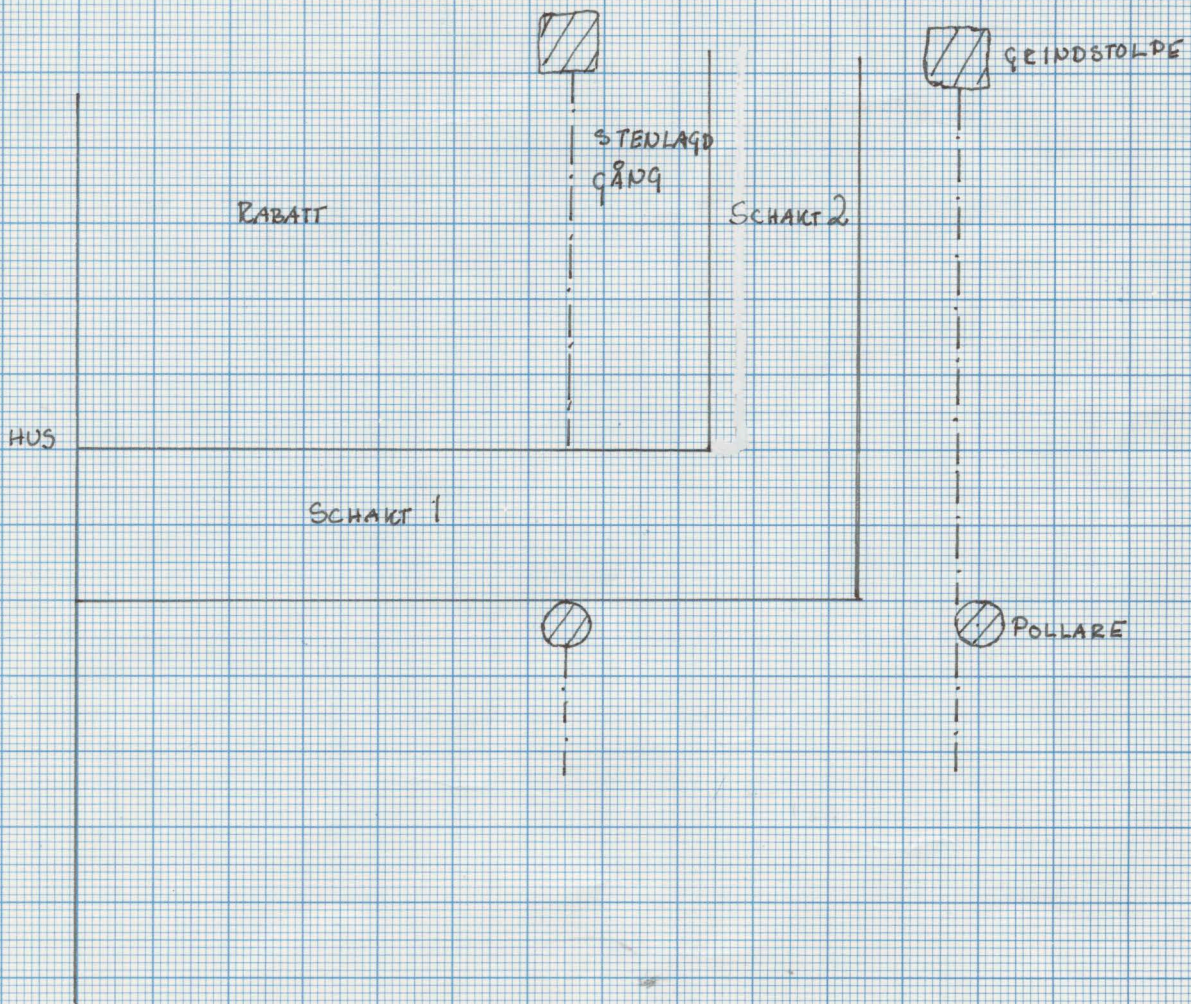 GRINDSTOLPE
STENLAGD
GÅNG
RABATT
SCHAKT 2
HUS
SCHAKT 1
POLLARE